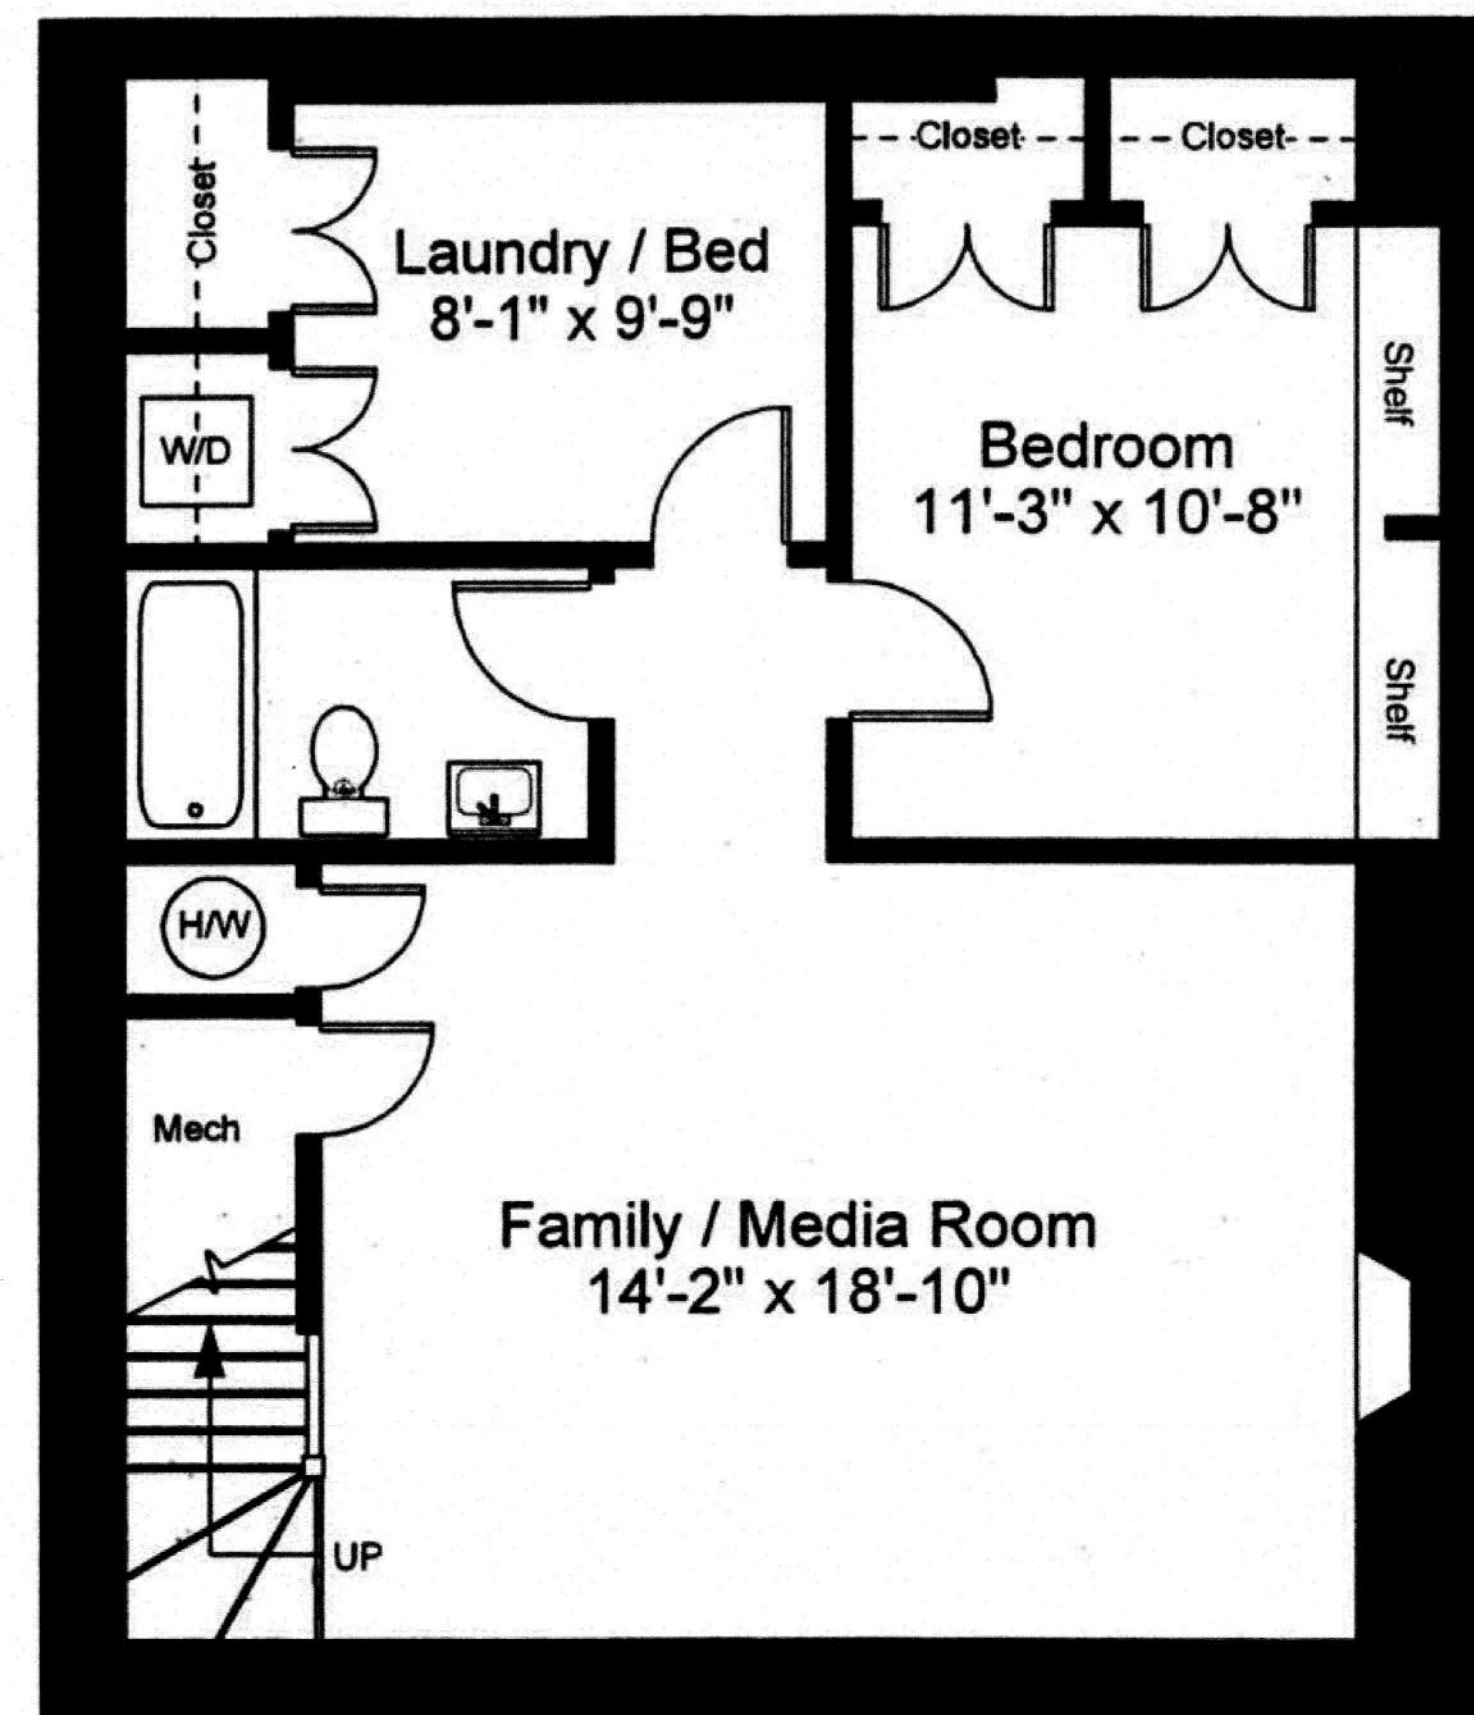 Closet
Closet
Closet
Laundry / Bed
8'-1" x 9'-9"
W/D
Bedroom
11'-3" x 10'-8"
Shelf
Shelf
H/W
Mech
Family / Media Room
14'-2" x 18'-10"
UP